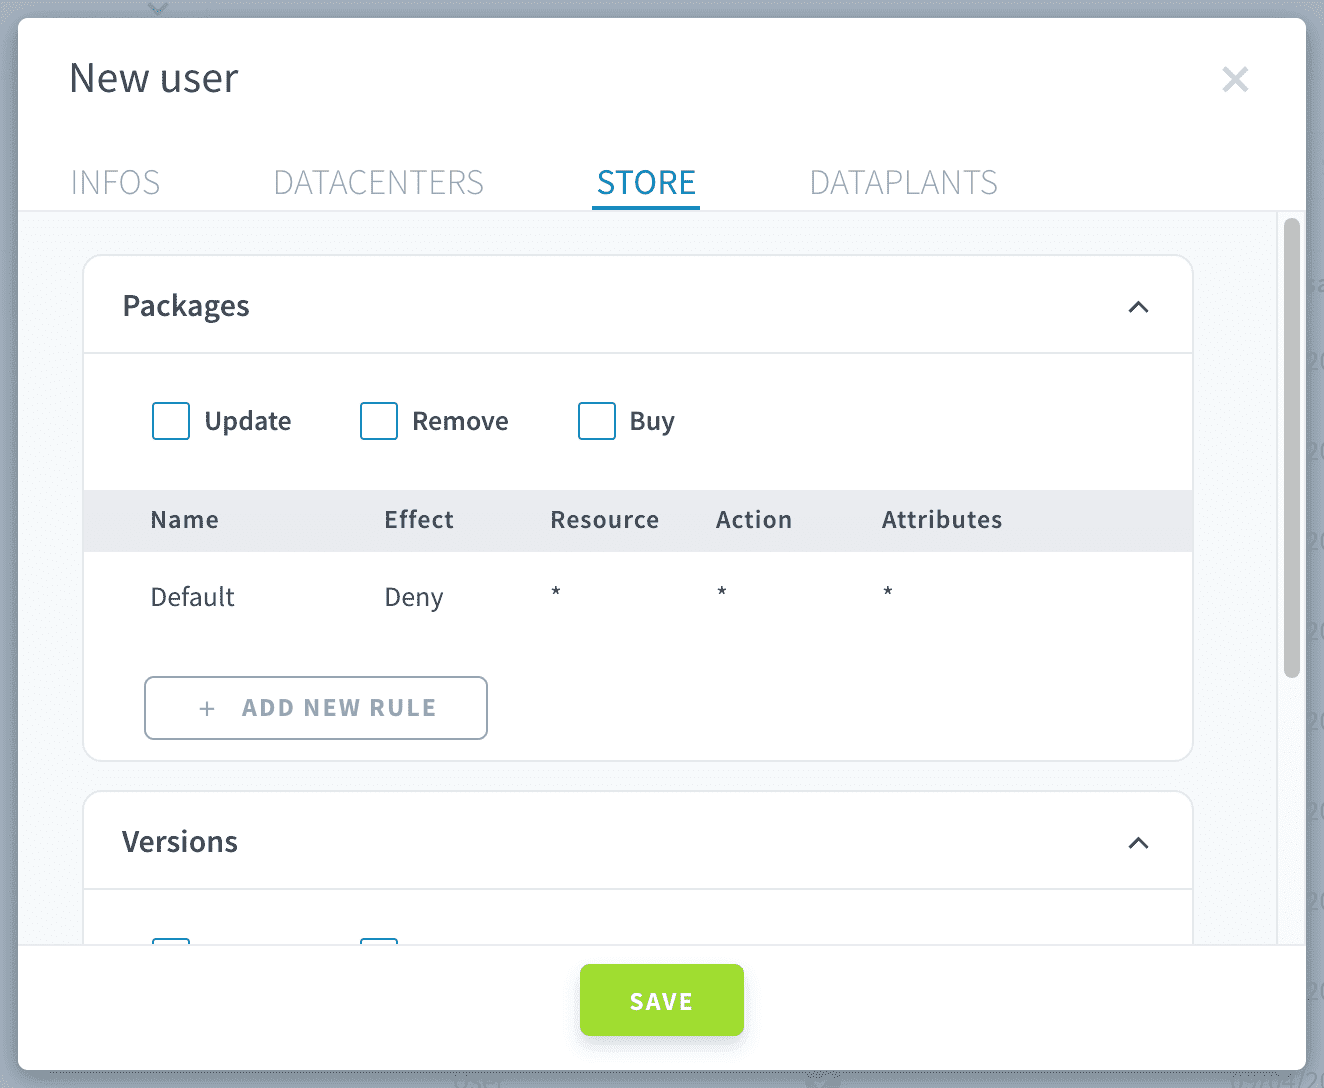 New user
INFOS DATACENTERS STORE DATAPLANTS
Packages
Update Remove Buy
Name Effect Resource Action Attributes
Default Deny * * *
+ ADD NEW RULE
Versions
SAVE